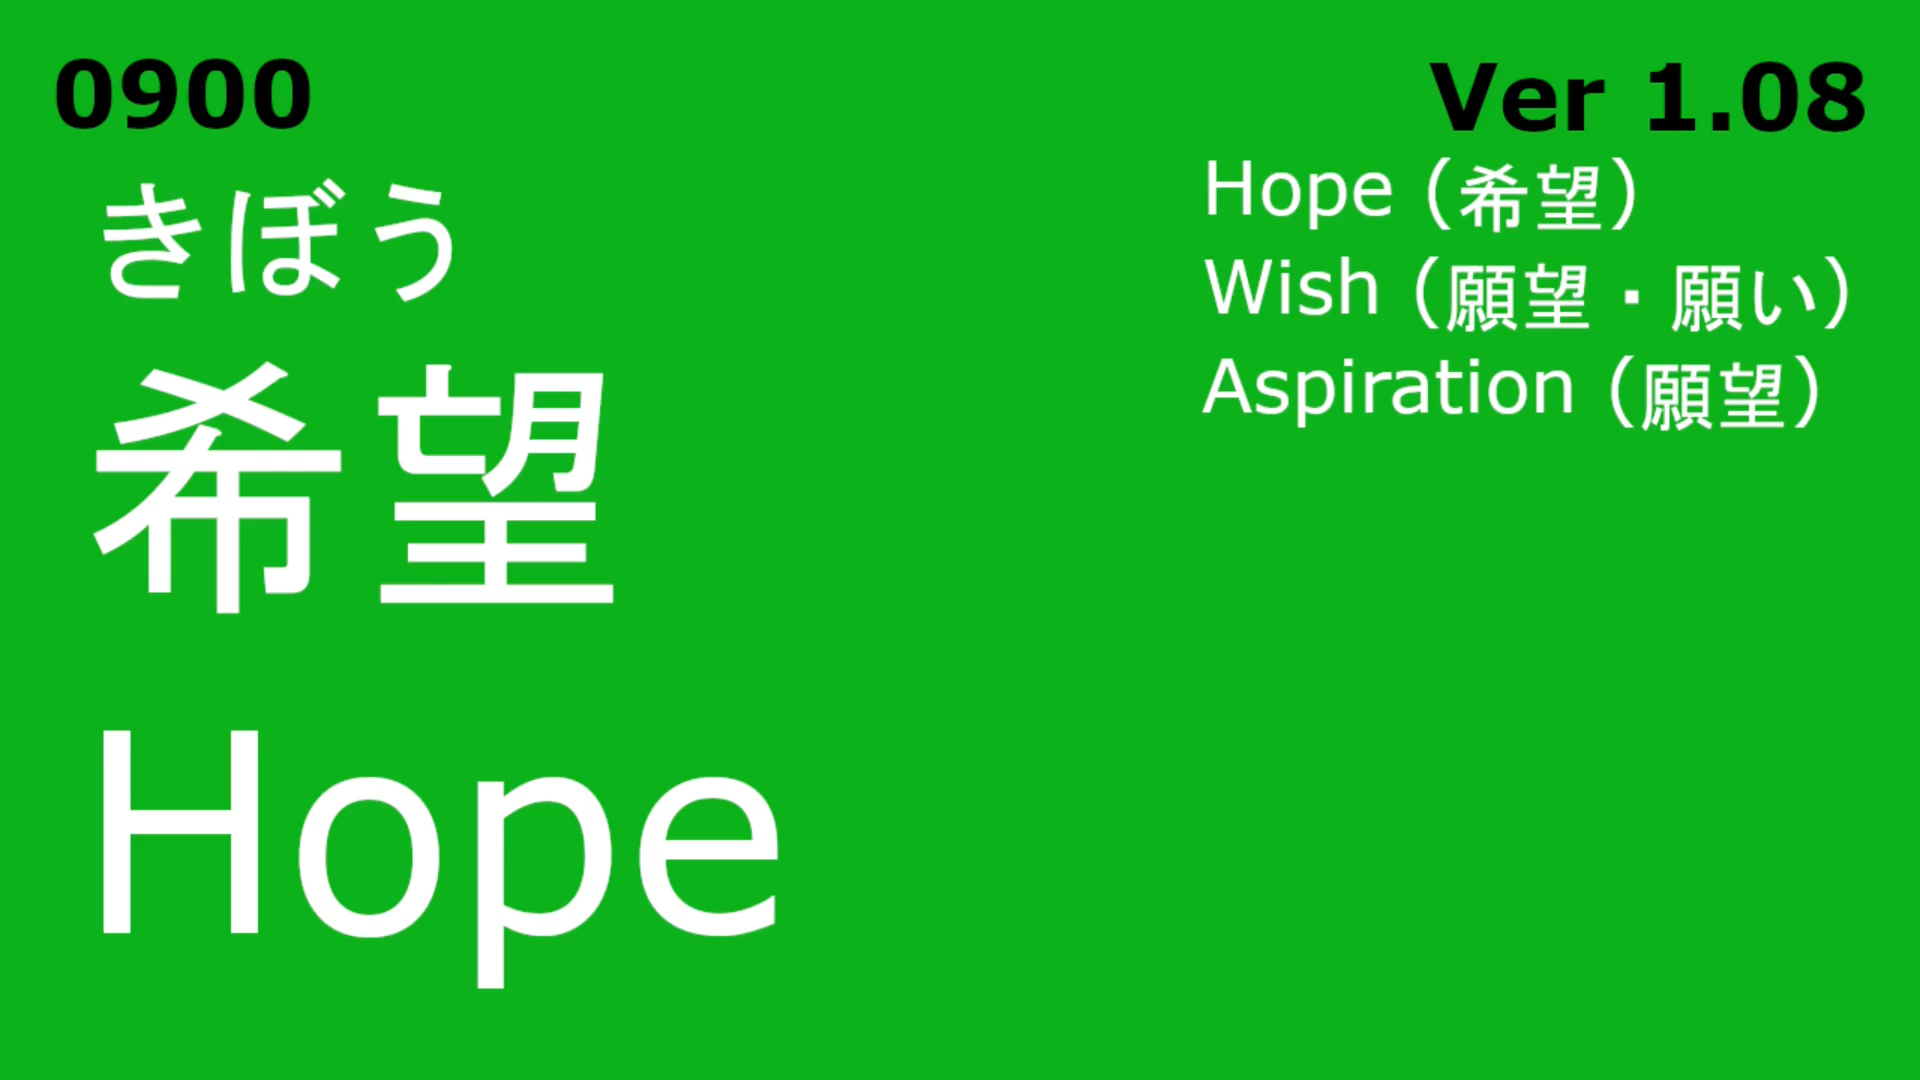 0900
きぼう
希望
Hope
Ver 1.08
Hope（希望）
Wish（願望・願い）
Aspiration（願望）